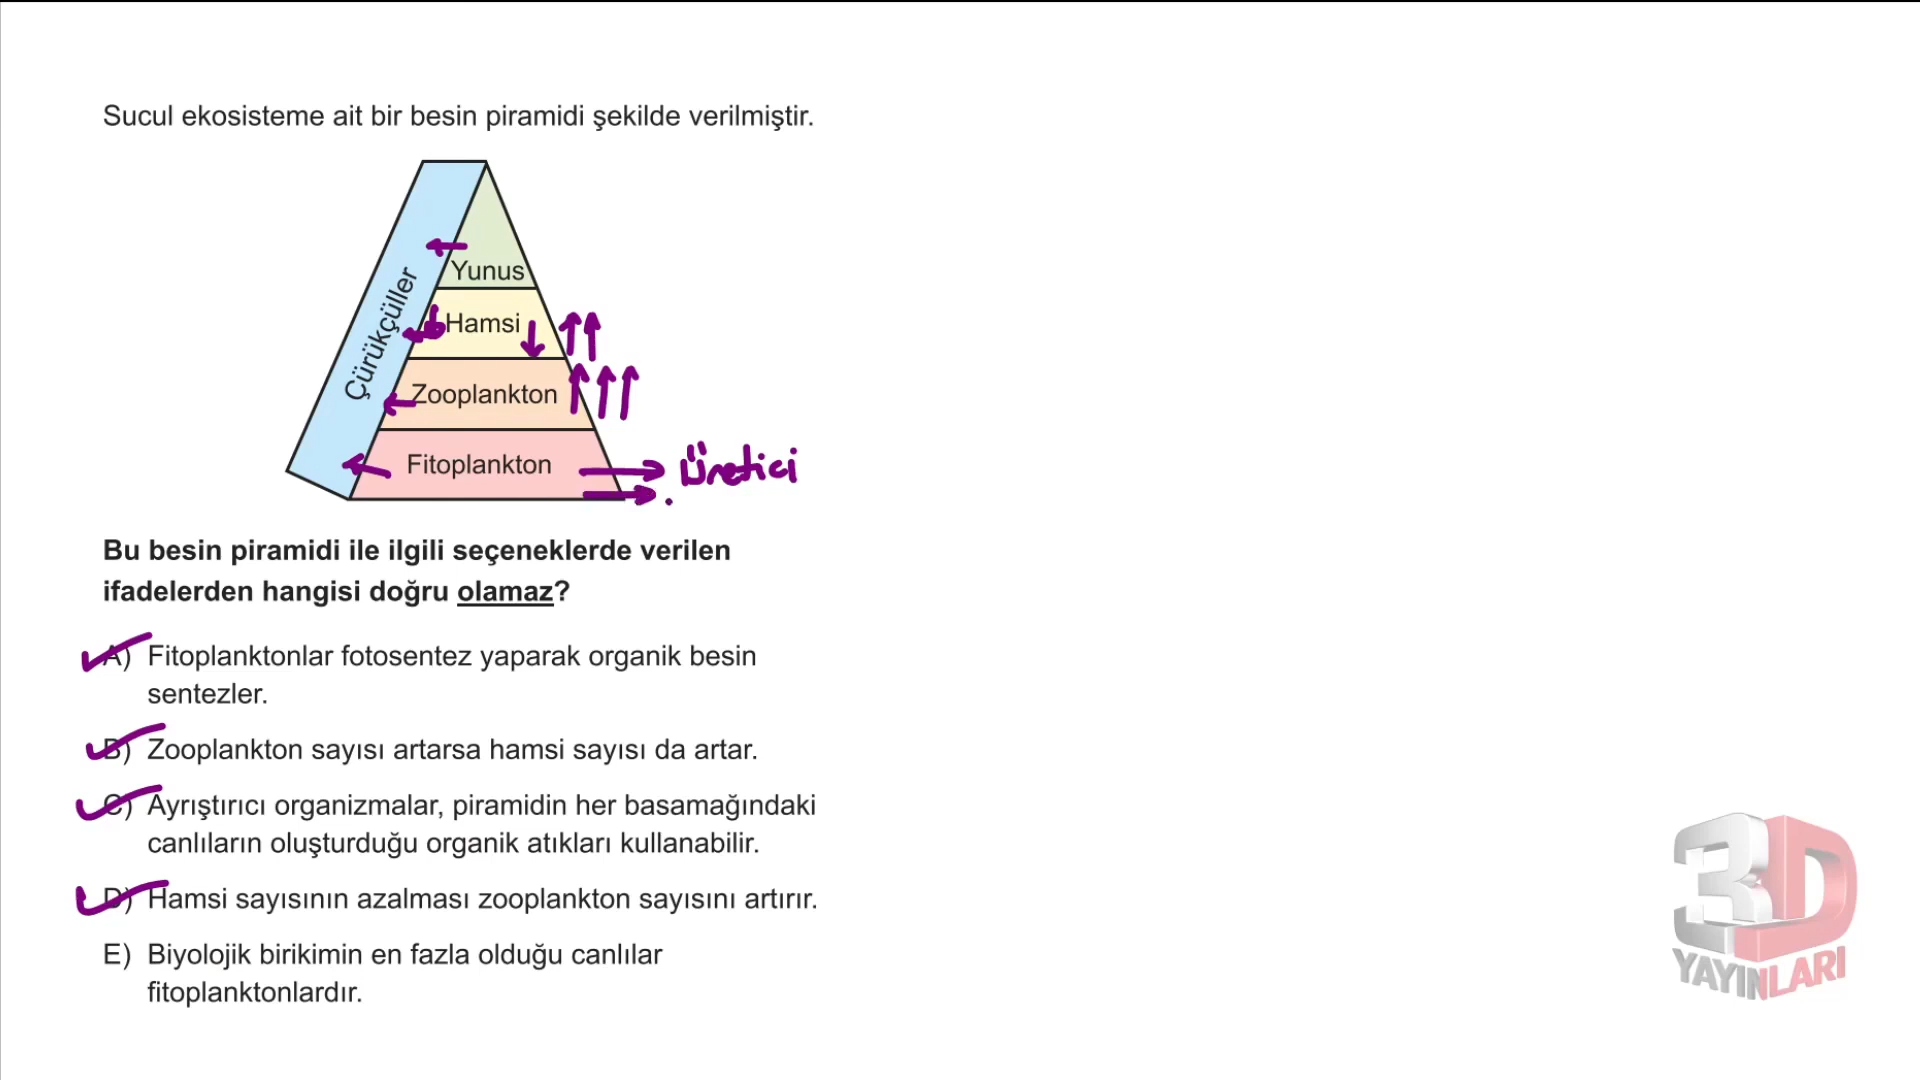 Sucul ekosisteme ait bir besin piramidi şekilde verilmiştir.
Çürükçüller
Yunus
Hamsi
Zooplankton
Fitoplankton
Üretici
Bu besin piramidi ile ilgili seçeneklerde verilen
ifadelerden hangisi doğru olamaz?
A) Fitoplanktonlar fotosentez yaparak organik besin
sentezler.
B) Zooplankton sayısı artarsa hamsi sayısı da artar.
C) Ayrıştırıcı organizmalar, piramidin her basamağındaki
canlıların oluşturduğu organik atıkları kullanabilir.
D) Hamsi sayısının azalması zooplankton sayısını artırır.
E) Biyolojik birikimin en fazla olduğu canlılar
fitoplanktonlardır.
3D
YAYINLARI